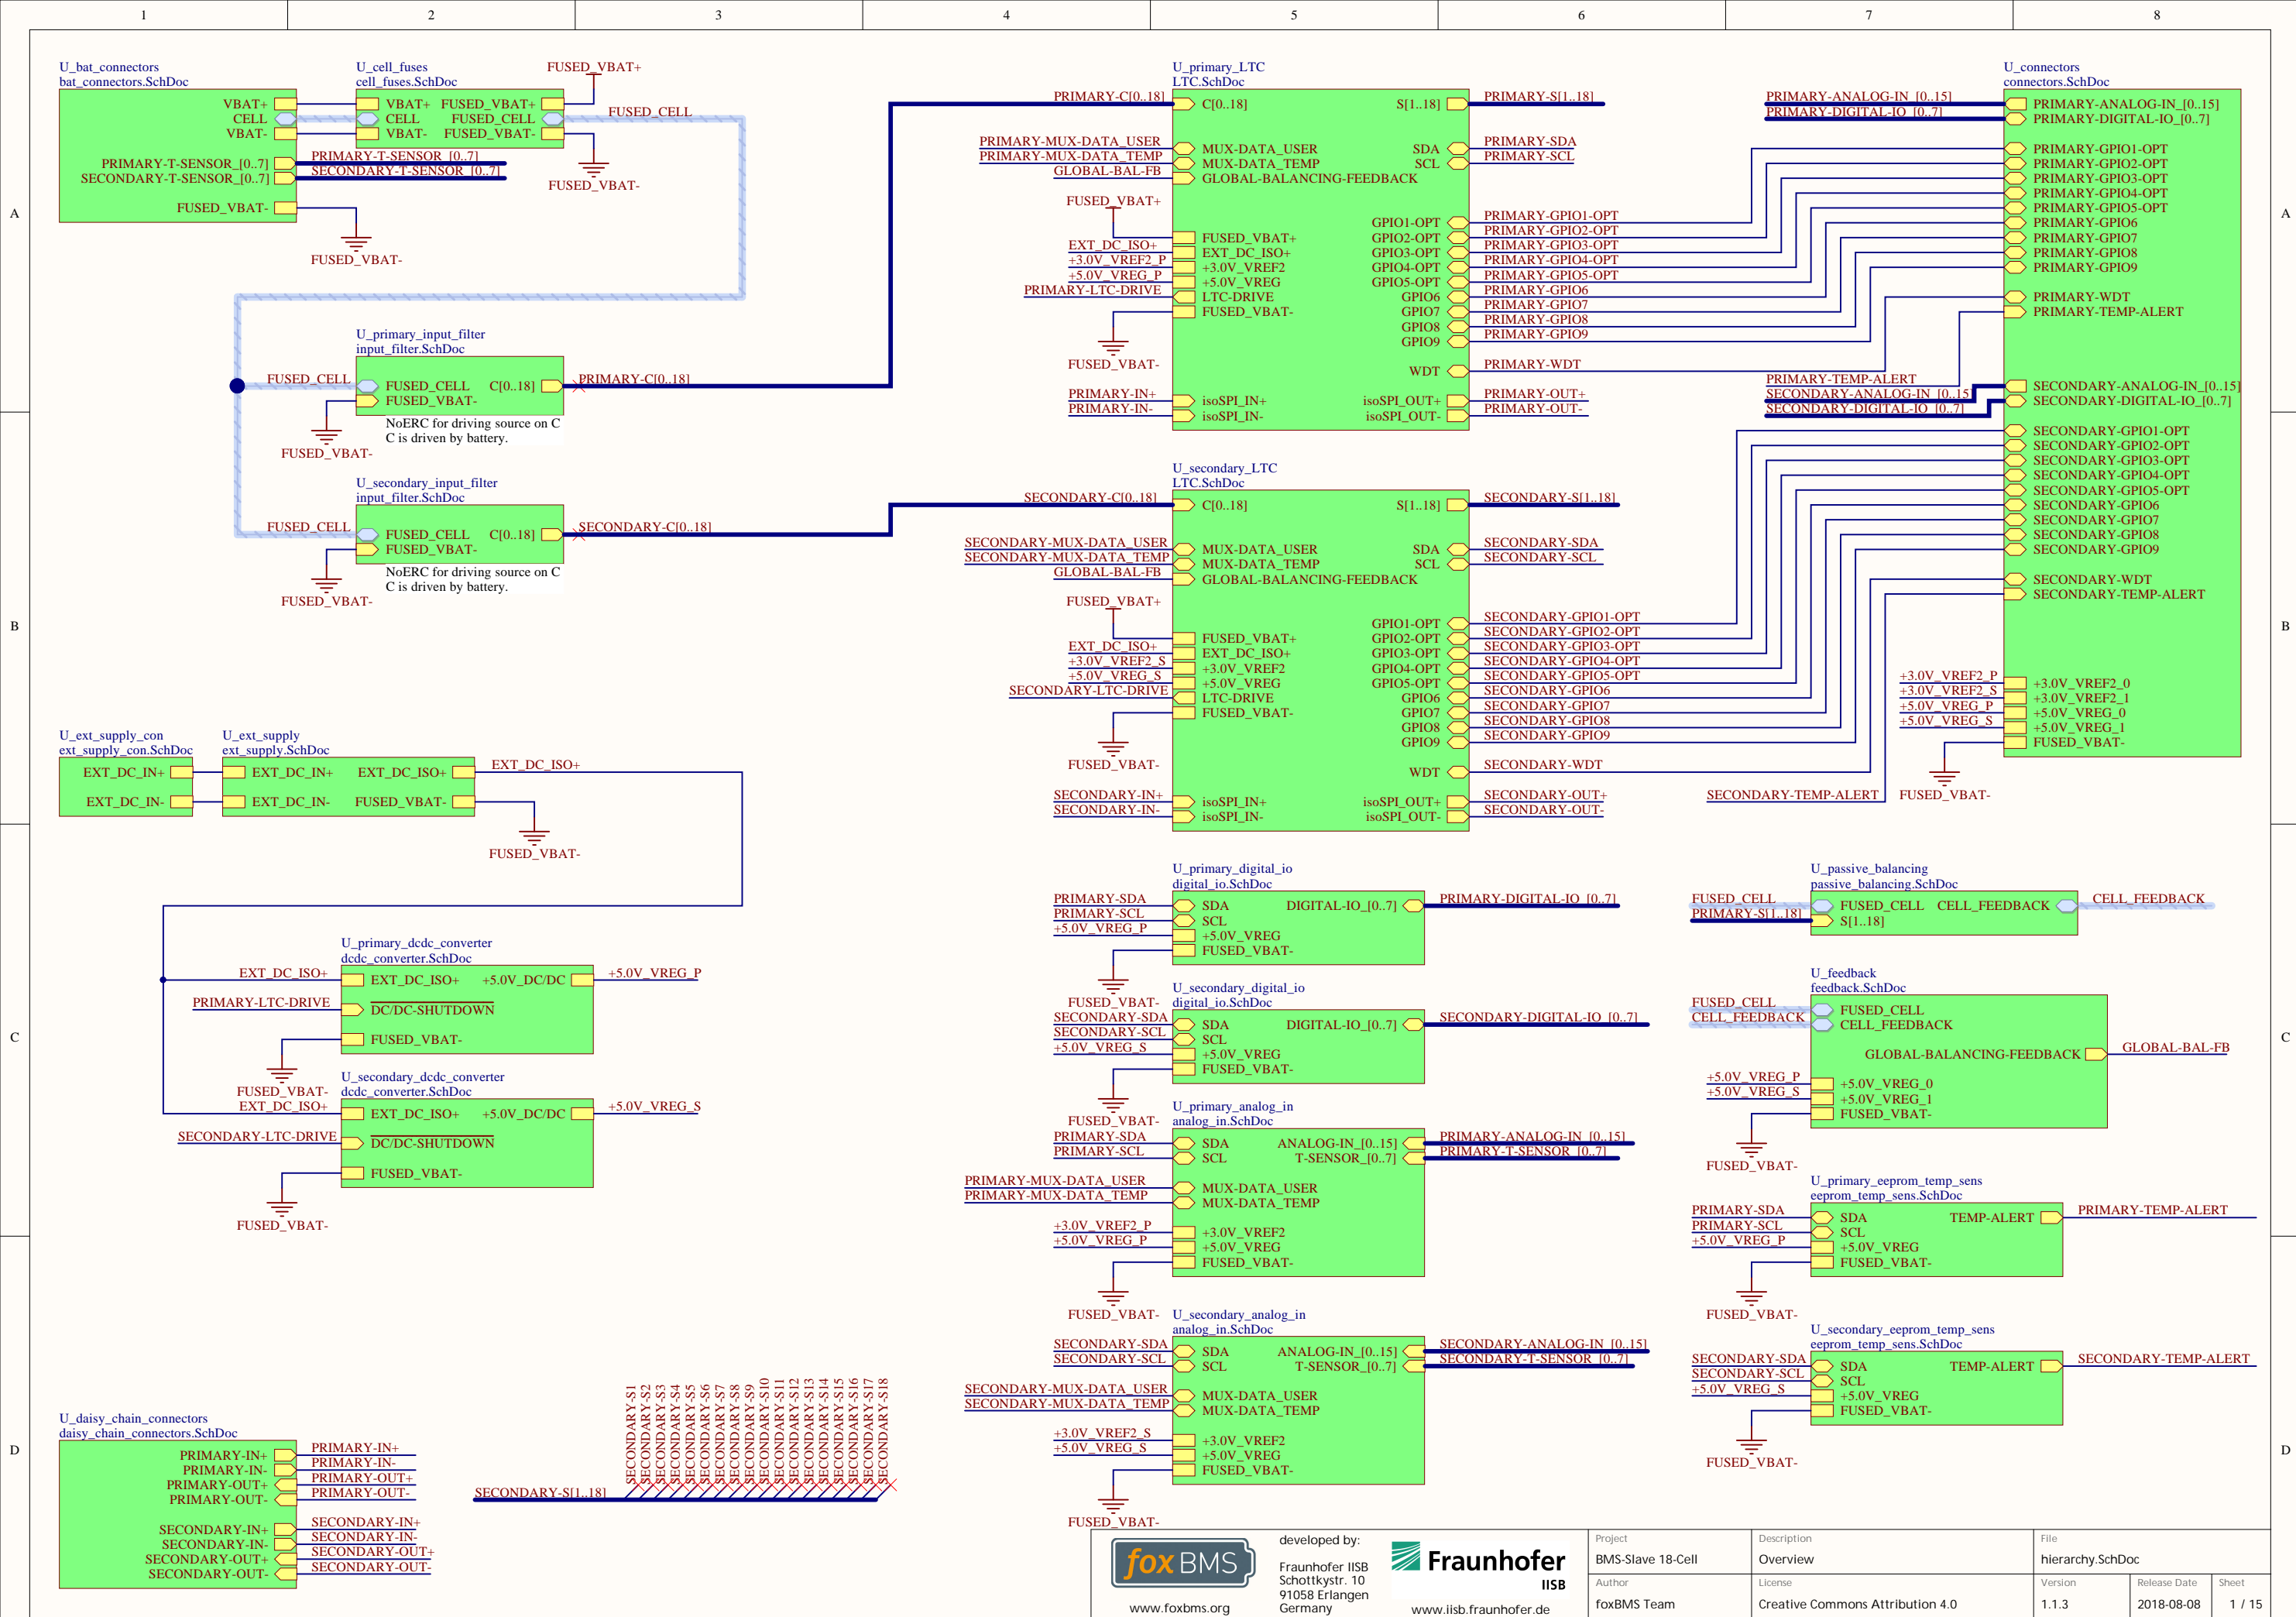 1 2 3 4 5 6 7 8
A
B
C
D
A
B
C
D
U_bat_connectors
bat_connectors.SchDoc
VBAT+
CELL
VBAT-
PRIMARY-T-SENSOR_[0..7]
SECONDARY-T-SENSOR_[0..7]
FUSED_VBAT-
PRIMARY-T-SENSOR_[0..7]
SECONDARY-T-SENSOR_[0..7]
FUSED_VBAT-
U_cell_fuses
cell_fuses.SchDoc
VBAT+ FUSED_VBAT+
CELL FUSED_CELL
VBAT- FUSED_VBAT-
FUSED_VBAT+
FUSED_CELL
FUSED_VBAT-
U_primary_input_filter
input_filter.SchDoc
FUSED_CELL
FUSED_CELL C[0..18]
FUSED_VBAT-
PRIMARY-C[0..18]
NoERC for driving source on C
C is driven by battery.
FUSED_VBAT-
U_secondary_input_filter
input_filter.SchDoc
FUSED_CELL
FUSED_CELL C[0..18]
FUSED_VBAT-
SECONDARY-C[0..18]
NoERC for driving source on C
C is driven by battery.
FUSED_VBAT-
U_ext_supply_con
ext_supply_con.SchDoc
EXT_DC_IN+
EXT_DC_IN-
U_ext_supply
ext_supply.SchDoc
EXT_DC_IN+ EXT_DC_ISO+
EXT_DC_IN- FUSED_VBAT-
EXT_DC_ISO+
FUSED_VBAT-
U_primary_dcdc_converter
dcdc_converter.SchDoc
EXT_DC_ISO+
PRIMARY-LTC-DRIVE
EXT_DC_ISO+ +5.0V_DC/DC
DC/DC-SHUTDOWN
FUSED_VBAT-
+5.0V_VREG_P
FUSED_VBAT-
U_secondary_dcdc_converter
dcdc_converter.SchDoc
EXT_DC_ISO+
SECONDARY-LTC-DRIVE
EXT_DC_ISO+ +5.0V_DC/DC
DC/DC-SHUTDOWN
FUSED_VBAT-
+5.0V_VREG_S
FUSED_VBAT-
U_daisy_chain_connectors
daisy_chain_connectors.SchDoc
PRIMARY-IN+ PRIMARY-IN+
PRIMARY-IN- PRIMARY-IN-
PRIMARY-OUT+ PRIMARY-OUT+
PRIMARY-OUT- PRIMARY-OUT-
SECONDARY-IN+ SECONDARY-IN+
SECONDARY-IN- SECONDARY-IN-
SECONDARY-OUT+ SECONDARY-OUT+
SECONDARY-OUT- SECONDARY-OUT-
SECONDARY-S[1..18]
SECONDARY-S1
SECONDARY-S2
SECONDARY-S3
SECONDARY-S4
SECONDARY-S5
SECONDARY-S6
SECONDARY-S7
SECONDARY-S8
SECONDARY-S9
SECONDARY-S10
SECONDARY-S11
SECONDARY-S12
SECONDARY-S13
SECONDARY-S14
SECONDARY-S15
SECONDARY-S16
SECONDARY-S17
SECONDARY-S18
U_primary_LTC
LTC.SchDoc
PRIMARY-C[0..18]
PRIMARY-MUX-DATA_USER
PRIMARY-MUX-DATA_TEMP
GLOBAL-BAL-FB
FUSED_VBAT+
EXT_DC_ISO+
+3.0V_VREF2_P
+5.0V_VREG_P
PRIMARY-LTC-DRIVE
FUSED_VBAT-
PRIMARY-IN+
PRIMARY-IN-
C[0..18] S[1..18]
MUX-DATA_USER SDA
MUX-DATA_TEMP SCL
GLOBAL-BALANCING-FEEDBACK
GPIO1-OPT
FUSED_VBAT+ GPIO2-OPT
EXT_DC_ISO+ GPIO3-OPT
+3.0V_VREF2 GPIO4-OPT
+5.0V_VREG GPIO5-OPT
LTC-DRIVE GPIO6
FUSED_VBAT- GPIO7
GPIO8
GPIO9
WDT
isoSPI_IN+ isoSPI_OUT+
isoSPI_IN- isoSPI_OUT-
PRIMARY-S[1..18]
PRIMARY-SDA
PRIMARY-SCL
PRIMARY-GPIO1-OPT
PRIMARY-GPIO2-OPT
PRIMARY-GPIO3-OPT
PRIMARY-GPIO4-OPT
PRIMARY-GPIO5-OPT
PRIMARY-GPIO6
PRIMARY-GPIO7
PRIMARY-GPIO8
PRIMARY-GPIO9
PRIMARY-WDT
PRIMARY-OUT+
PRIMARY-OUT-
U_secondary_LTC
LTC.SchDoc
SECONDARY-C[0..18]
SECONDARY-MUX-DATA_USER
SECONDARY-MUX-DATA_TEMP
GLOBAL-BAL-FB
FUSED_VBAT+
EXT_DC_ISO+
+3.0V_VREF2_S
+5.0V_VREG_S
SECONDARY-LTC-DRIVE
FUSED_VBAT-
SECONDARY-IN+
SECONDARY-IN-
C[0..18] S[1..18]
MUX-DATA_USER SDA
MUX-DATA_TEMP SCL
GLOBAL-BALANCING-FEEDBACK
GPIO1-OPT
FUSED_VBAT+ GPIO2-OPT
EXT_DC_ISO+ GPIO3-OPT
+3.0V_VREF2 GPIO4-OPT
+5.0V_VREG GPIO5-OPT
LTC-DRIVE GPIO6
FUSED_VBAT- GPIO7
GPIO8
GPIO9
WDT
isoSPI_IN+ isoSPI_OUT+
isoSPI_IN- isoSPI_OUT-
SECONDARY-S[1..18]
SECONDARY-SDA
SECONDARY-SCL
SECONDARY-GPIO1-OPT
SECONDARY-GPIO2-OPT
SECONDARY-GPIO3-OPT
SECONDARY-GPIO4-OPT
SECONDARY-GPIO5-OPT
SECONDARY-GPIO6
SECONDARY-GPIO7
SECONDARY-GPIO8
SECONDARY-GPIO9
SECONDARY-WDT
SECONDARY-OUT+
SECONDARY-OUT-
U_connectors
connectors.SchDoc
PRIMARY-ANALOG-IN_[0..15]
PRIMARY-DIGITAL-IO_[0..7]
PRIMARY-TEMP-ALERT
SECONDARY-ANALOG-IN_[0..15]
SECONDARY-DIGITAL-IO_[0..7]
SECONDARY-TEMP-ALERT
+3.0V_VREF2_P
+3.0V_VREF2_S
+5.0V_VREG_P
+5.0V_VREG_S
FUSED_VBAT-
PRIMARY-ANALOG-IN_[0..15]
PRIMARY-DIGITAL-IO_[0..7]
PRIMARY-GPIO1-OPT
PRIMARY-GPIO2-OPT
PRIMARY-GPIO3-OPT
PRIMARY-GPIO4-OPT
PRIMARY-GPIO5-OPT
PRIMARY-GPIO6
PRIMARY-GPIO7
PRIMARY-GPIO8
PRIMARY-GPIO9
PRIMARY-WDT
PRIMARY-TEMP-ALERT
SECONDARY-ANALOG-IN_[0..15]
SECONDARY-DIGITAL-IO_[0..7]
SECONDARY-GPIO1-OPT
SECONDARY-GPIO2-OPT
SECONDARY-GPIO3-OPT
SECONDARY-GPIO4-OPT
SECONDARY-GPIO5-OPT
SECONDARY-GPIO6
SECONDARY-GPIO7
SECONDARY-GPIO8
SECONDARY-GPIO9
SECONDARY-WDT
SECONDARY-TEMP-ALERT
+3.0V_VREF2_0
+3.0V_VREF2_1
+5.0V_VREG_0
+5.0V_VREG_1
FUSED_VBAT-
U_primary_digital_io
digital_io.SchDoc
PRIMARY-SDA
PRIMARY-SCL
+5.0V_VREG_P
SDA DIGITAL-IO_[0..7]
SCL
+5.0V_VREG
FUSED_VBAT-
PRIMARY-DIGITAL-IO_[0..7]
FUSED_VBAT-
U_secondary_digital_io
digital_io.SchDoc
SECONDARY-SDA
SECONDARY-SCL
+5.0V_VREG_S
SDA DIGITAL-IO_[0..7]
SCL
+5.0V_VREG
FUSED_VBAT-
SECONDARY-DIGITAL-IO_[0..7]
FUSED_VBAT-
U_primary_analog_in
analog_in.SchDoc
PRIMARY-SDA
PRIMARY-SCL
PRIMARY-MUX-DATA_USER
PRIMARY-MUX-DATA_TEMP
+3.0V_VREF2_P
+5.0V_VREG_P
SDA ANALOG-IN_[0..15]
SCL T-SENSOR_[0..7]
MUX-DATA_USER
MUX-DATA_TEMP
+3.0V_VREF2
+5.0V_VREG
FUSED_VBAT-
PRIMARY-ANALOG-IN_[0..15]
PRIMARY-T-SENSOR_[0..7]
FUSED_VBAT-
U_secondary_analog_in
analog_in.SchDoc
SECONDARY-SDA
SECONDARY-SCL
SECONDARY-MUX-DATA_USER
SECONDARY-MUX-DATA_TEMP
+3.0V_VREF2_S
+5.0V_VREG_S
SDA ANALOG-IN_[0..15]
SCL T-SENSOR_[0..7]
MUX-DATA_USER
MUX-DATA_TEMP
+3.0V_VREF2
+5.0V_VREG
FUSED_VBAT-
SECONDARY-ANALOG-IN_[0..15]
SECONDARY-T-SENSOR_[0..7]
FUSED_VBAT-
U_passive_balancing
passive_balancing.SchDoc
FUSED_CELL
PRIMARY-S[1..18]
FUSED_CELL CELL_FEEDBACK
S[1..18]
CELL_FEEDBACK
U_feedback
feedback.SchDoc
FUSED_CELL
CELL_FEEDBACK
+5.0V_VREG_P
+5.0V_VREG_S
FUSED_CELL
CELL_FEEDBACK
GLOBAL-BALANCING-FEEDBACK
+5.0V_VREG_0
+5.0V_VREG_1
FUSED_VBAT-
GLOBAL-BAL-FB
FUSED_VBAT-
U_primary_eeprom_temp_sens
eeprom_temp_sens.SchDoc
PRIMARY-SDA
PRIMARY-SCL
+5.0V_VREG_P
SDA TEMP-ALERT
SCL
+5.0V_VREG
FUSED_VBAT-
PRIMARY-TEMP-ALERT
FUSED_VBAT-
U_secondary_eeprom_temp_sens
eeprom_temp_sens.SchDoc
SECONDARY-SDA
SECONDARY-SCL
+5.0V_VREG_S
SDA TEMP-ALERT
SCL
+5.0V_VREG
FUSED_VBAT-
SECONDARY-TEMP-ALERT
FUSED_VBAT-
foxBMS
www.foxbms.org
developed by:
Fraunhofer IISB
Schottkystr. 10
91058 Erlangen
Germany
Fraunhofer
IISB
www.iisb.fraunhofer.de
Project
BMS-Slave 18-Cell
Description
Overview
File
hierarchy.SchDoc
Author
foxBMS Team
License
Creative Commons Attribution 4.0
Version
1.1.3
Release Date
2018-08-08
Sheet
1 / 15